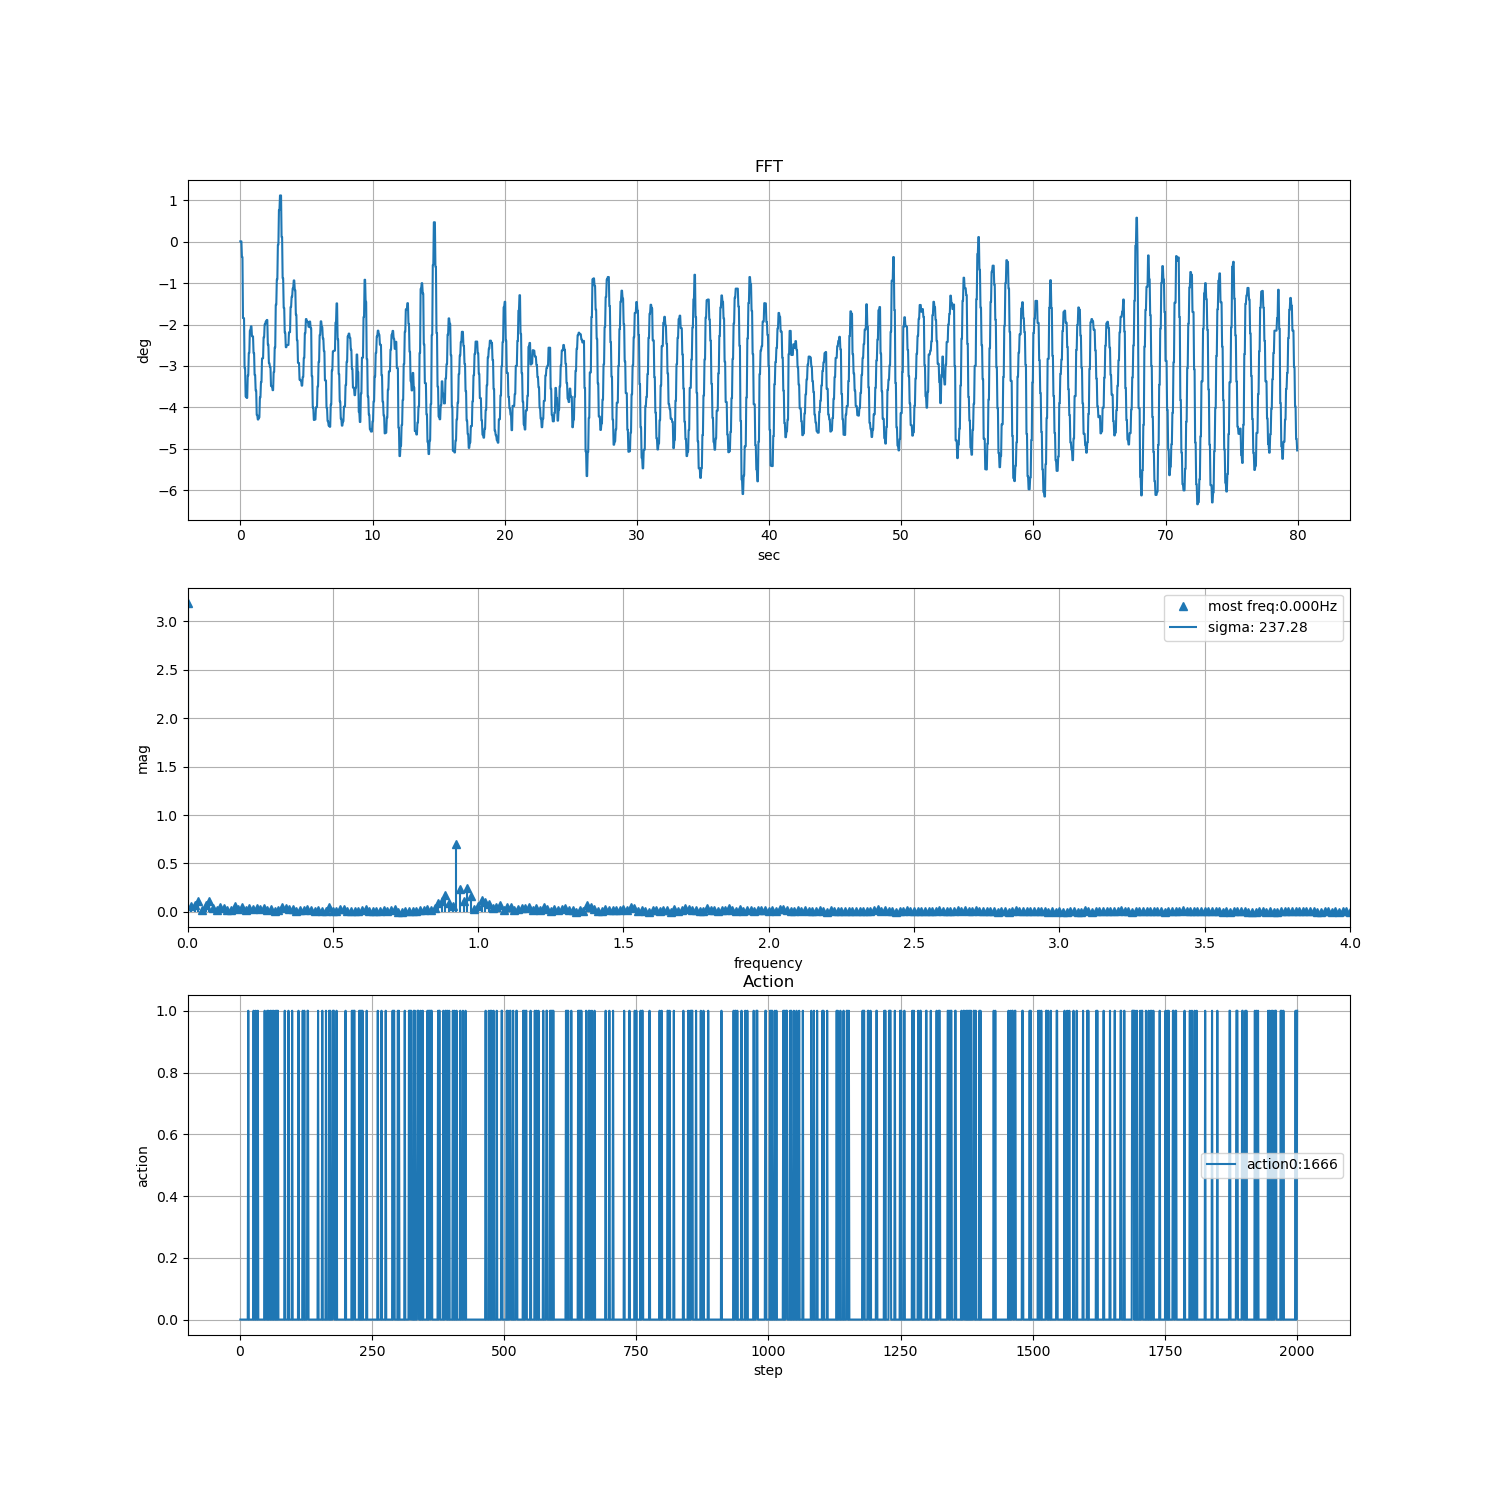 FFT
1
0
−1
−2
−3
−4
−5
−6
deg
0 10 20 30 40 50 60 70 80
sec
3.0
2.5
2.0
1.5
1.0
0.5
0.0
mag
most freq:0.000Hz
sigma: 237.28
0.0 0.5 1.0 1.5 2.0 2.5 3.0 3.5 4.0
frequency
Action
1.0
0.8
0.6
0.4
0.2
0.0
action
action0:1666
0 250 500 750 1000 1250 1500 1750 2000
step